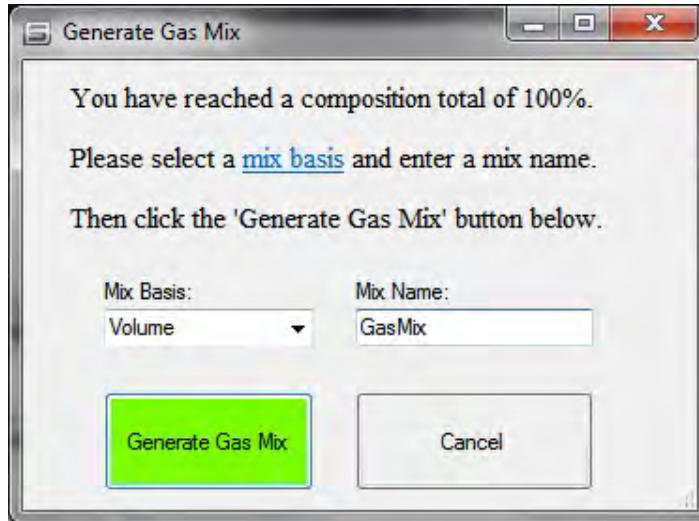 Generate Gas Mix
You have reached a composition total of 100%.
Please select a mix basis and enter a mix name.
Then click the 'Generate Gas Mix' button below.
Mix Basis: Mix Name:
Volume GasMix
Generate Gas Mix Cancel